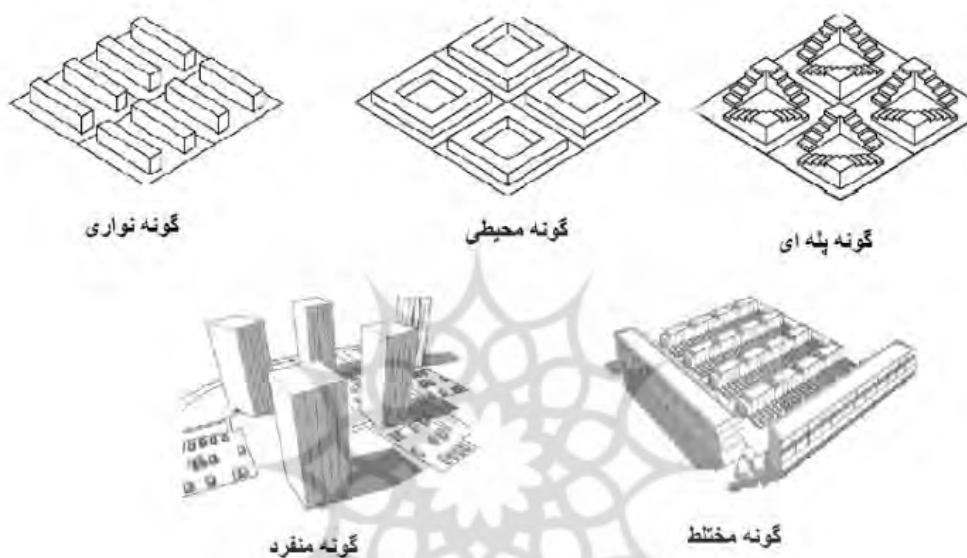 گونه پله ای
گونه محیطی
گونه نواری
گونه مختلط
گونه منفرد